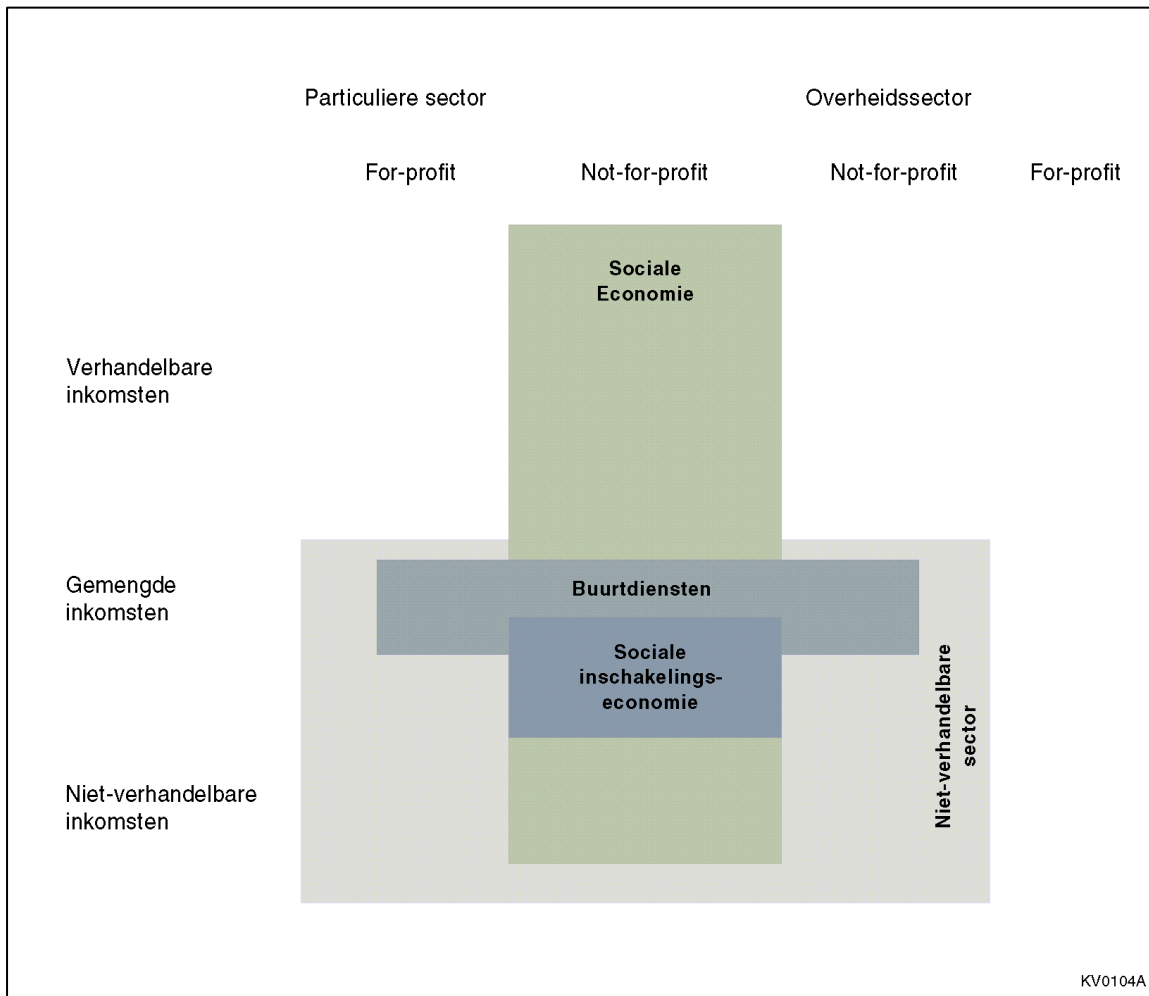 Particuliere sector
Overheidssector
For-profit
Not-for-profit
Not-for-profit
For-profit
Sociale
Economie
Verhandelbare
inkomsten
Gemengde
inkomsten
Buurtdiensten
Sociale
inschakelings-
economie
Niet-verhandelbare
sector
Niet-verhandelbare
inkomsten
KV0104A